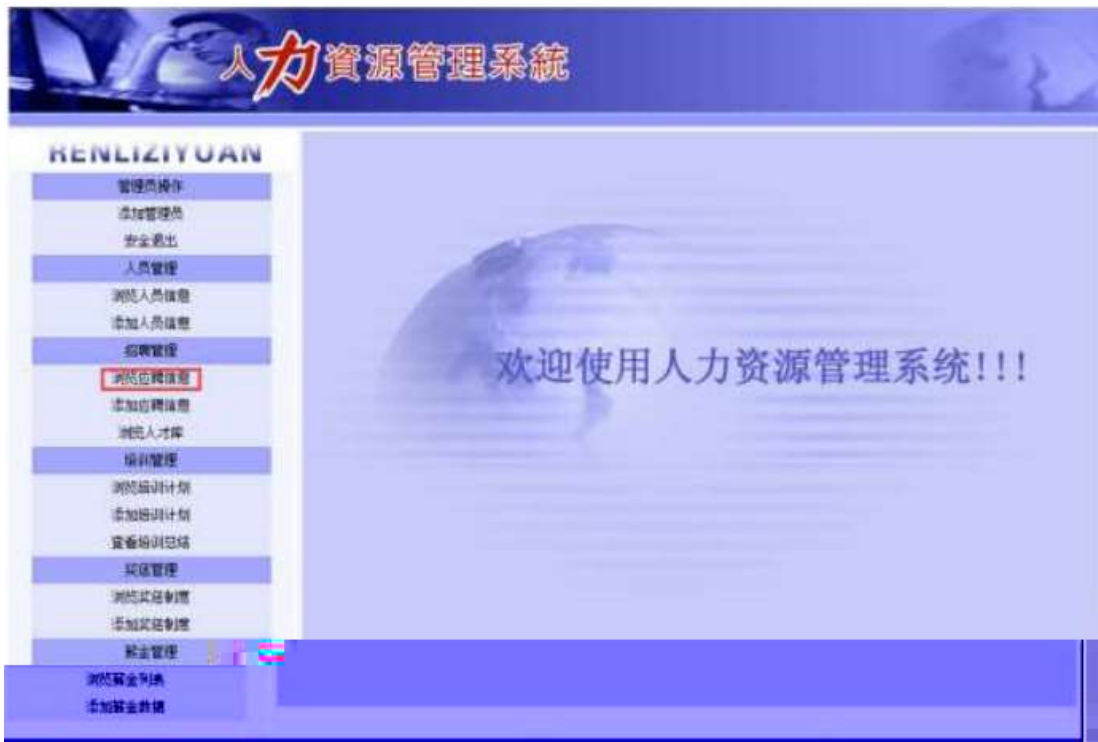 人力資源管理系統
RENLIZIYUAN
管理员操作
添加管理员
安全退出
人员管理
浏览人员信息
添加人员信息
招聘管理
浏览应聘信息
添加应聘信息
浏览人才库
培训管理
浏览培训计划
添加培训计划
查看培训总结
奖惩管理
浏览奖惩制度
添加奖惩制度
薪金管理
浏览薪金列表
添加薪金数据
欢迎使用人力资源管理系统!!!